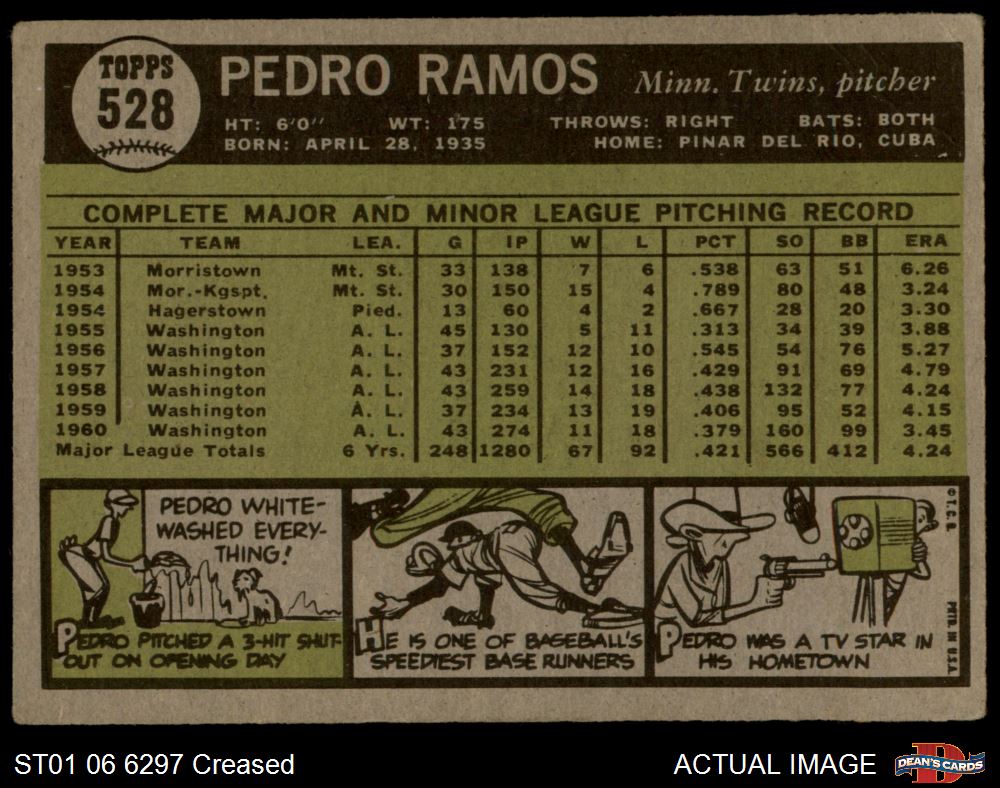 TOPPS
528
PEDRO RAMOS Minn. Twins, pitcher
HT: 6'0" WT: 175 THROWS: RIGHT BATS: BOTH
BORN: APRIL 28, 1935 HOME: PINAR DEL RIO, CUBA
COMPLETE MAJOR AND MINOR LEAGUE PITCHING RECORD
YEAR TEAM LEA. G IP W L PCT SO BB ERA
1953 Morristown Mt. St. 33 138 7 6 .538 63 51 6.26
1954 Mor.-Kgspt. Mt. St. 30 150 15 4 .789 80 48 3.24
1954 Hagerstown Pied. 13 60 4 2 .667 28 20 3.30
1955 Washington A. L. 45 130 5 11 .313 34 39 3.88
1956 Washington A. L. 37 152 12 10 .545 54 76 5.27
1957 Washington A. L. 43 231 12 16 .429 91 69 4.79
1958 Washington A. L. 43 259 14 18 .438 132 77 4.24
1959 Washington A. L. 37 234 13 19 .406 95 52 4.15
1960 Washington A. L. 43 274 11 18 .379 160 99 3.45
Major League Totals 6 Yrs. 248 1280 67 92 .421 566 412 4.24
PEDRO WHITE-
WASHED EVERY-
THING!
PEDRO PITCHED A 3-HIT SHUT-
OUT ON OPENING DAY
HE IS ONE OF BASEBALL'S
SPEEDIEST BASE RUNNERS
PEDRO WAS A TV STAR IN
HIS HOMETOWN
© T.C.G.
PRTD. IN U.S.A.
ST01 06 6297 Creased
ACTUAL IMAGE
DEAN'S CARDS